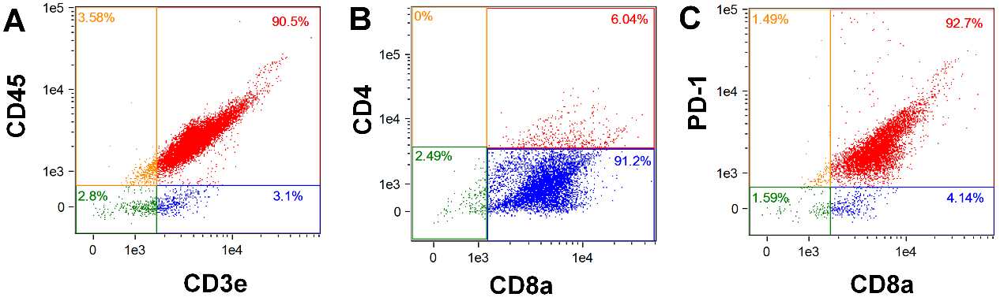 A
CD45
1e5
1e4
1e3
0
3.58%
90.5%
2.8%
3.1%
0 1e3 1e4
CD3e
B
CD4
1e5
1e4
1e3
0
0%
6.04%
2.49%
91.2%
0 1e3 1e4
CD8a
C
PD-1
1e5
1e4
1e3
0
1.49%
92.7%
1.59%
4.14%
0 1e3 1e4
CD8a